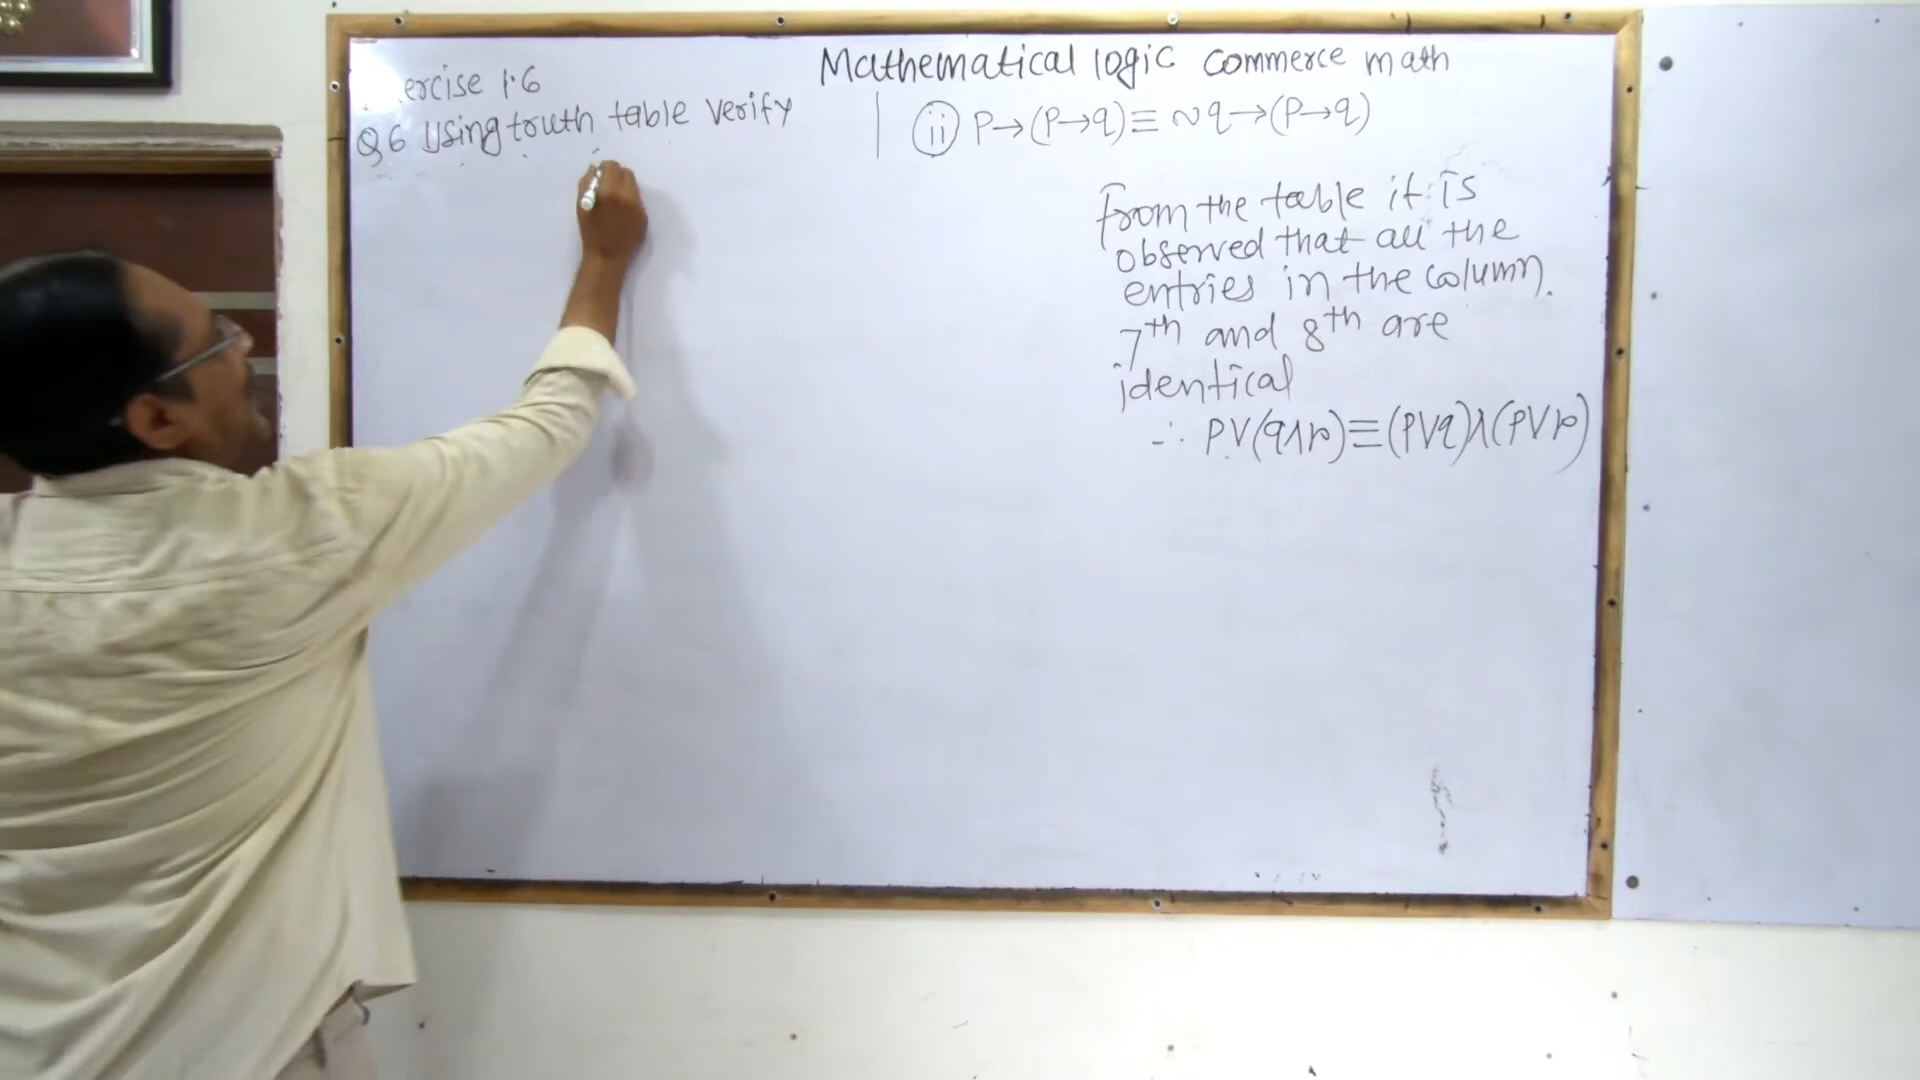 Mathematical logic commerce math
ercise 1.6
Q6 Using truth table verify
(ii) P→(P→q)≡ ~q→(P→q)
From the table it is
observed that all the
entries in the column.
7th and 8th are
identical
∴ PV(q∧r)≡(PVq)∧(PVr)